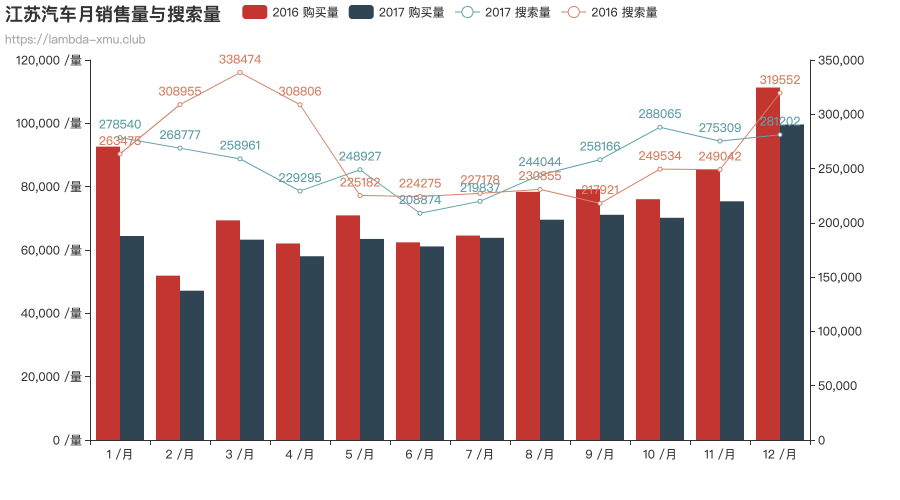 江苏汽车月销售量与搜索量
https://lambda-xmu.club
2016 购买量 2017 购买量 2017 搜索量 2016 搜索量
120,000 /量
100,000 /量
80,000 /量
60,000 /量
40,000 /量
20,000 /量
0 /量
350,000
300,000
250,000
200,000
150,000
100,000
50,000
0
278540
268777
258961
229295
248927
208874
219837
244044
258166
288065
275309
281202
263475
308955
338474
308806
225182
224275
227178
230855
217921
249534
249042
319552
1 /月 2 /月 3 /月 4 /月 5 /月 6 /月 7 /月 8 /月 9 /月 10 /月 11 /月 12 /月